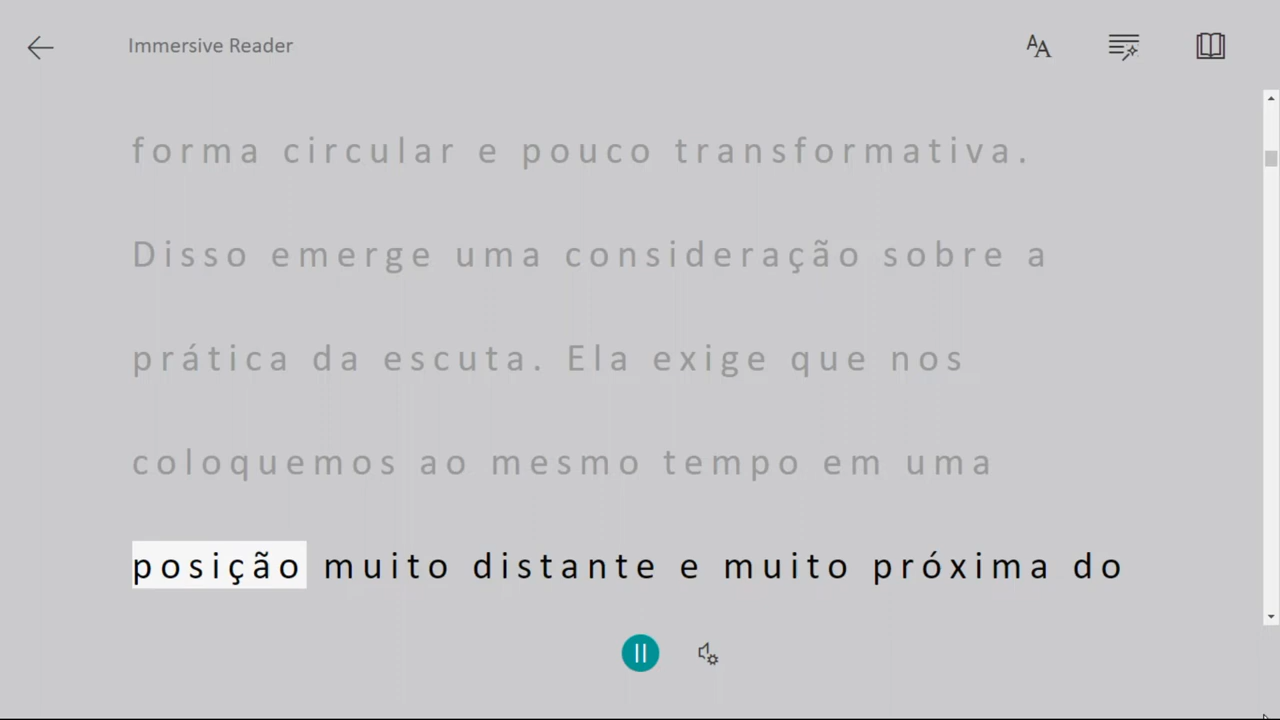 Immersive Reader
forma circular e pouco transformativa.
Disso emerge uma consideração sobre a
prática da escuta. Ela exige que nos
coloquemos ao mesmo tempo em uma
posição muito distante e muito próxima do